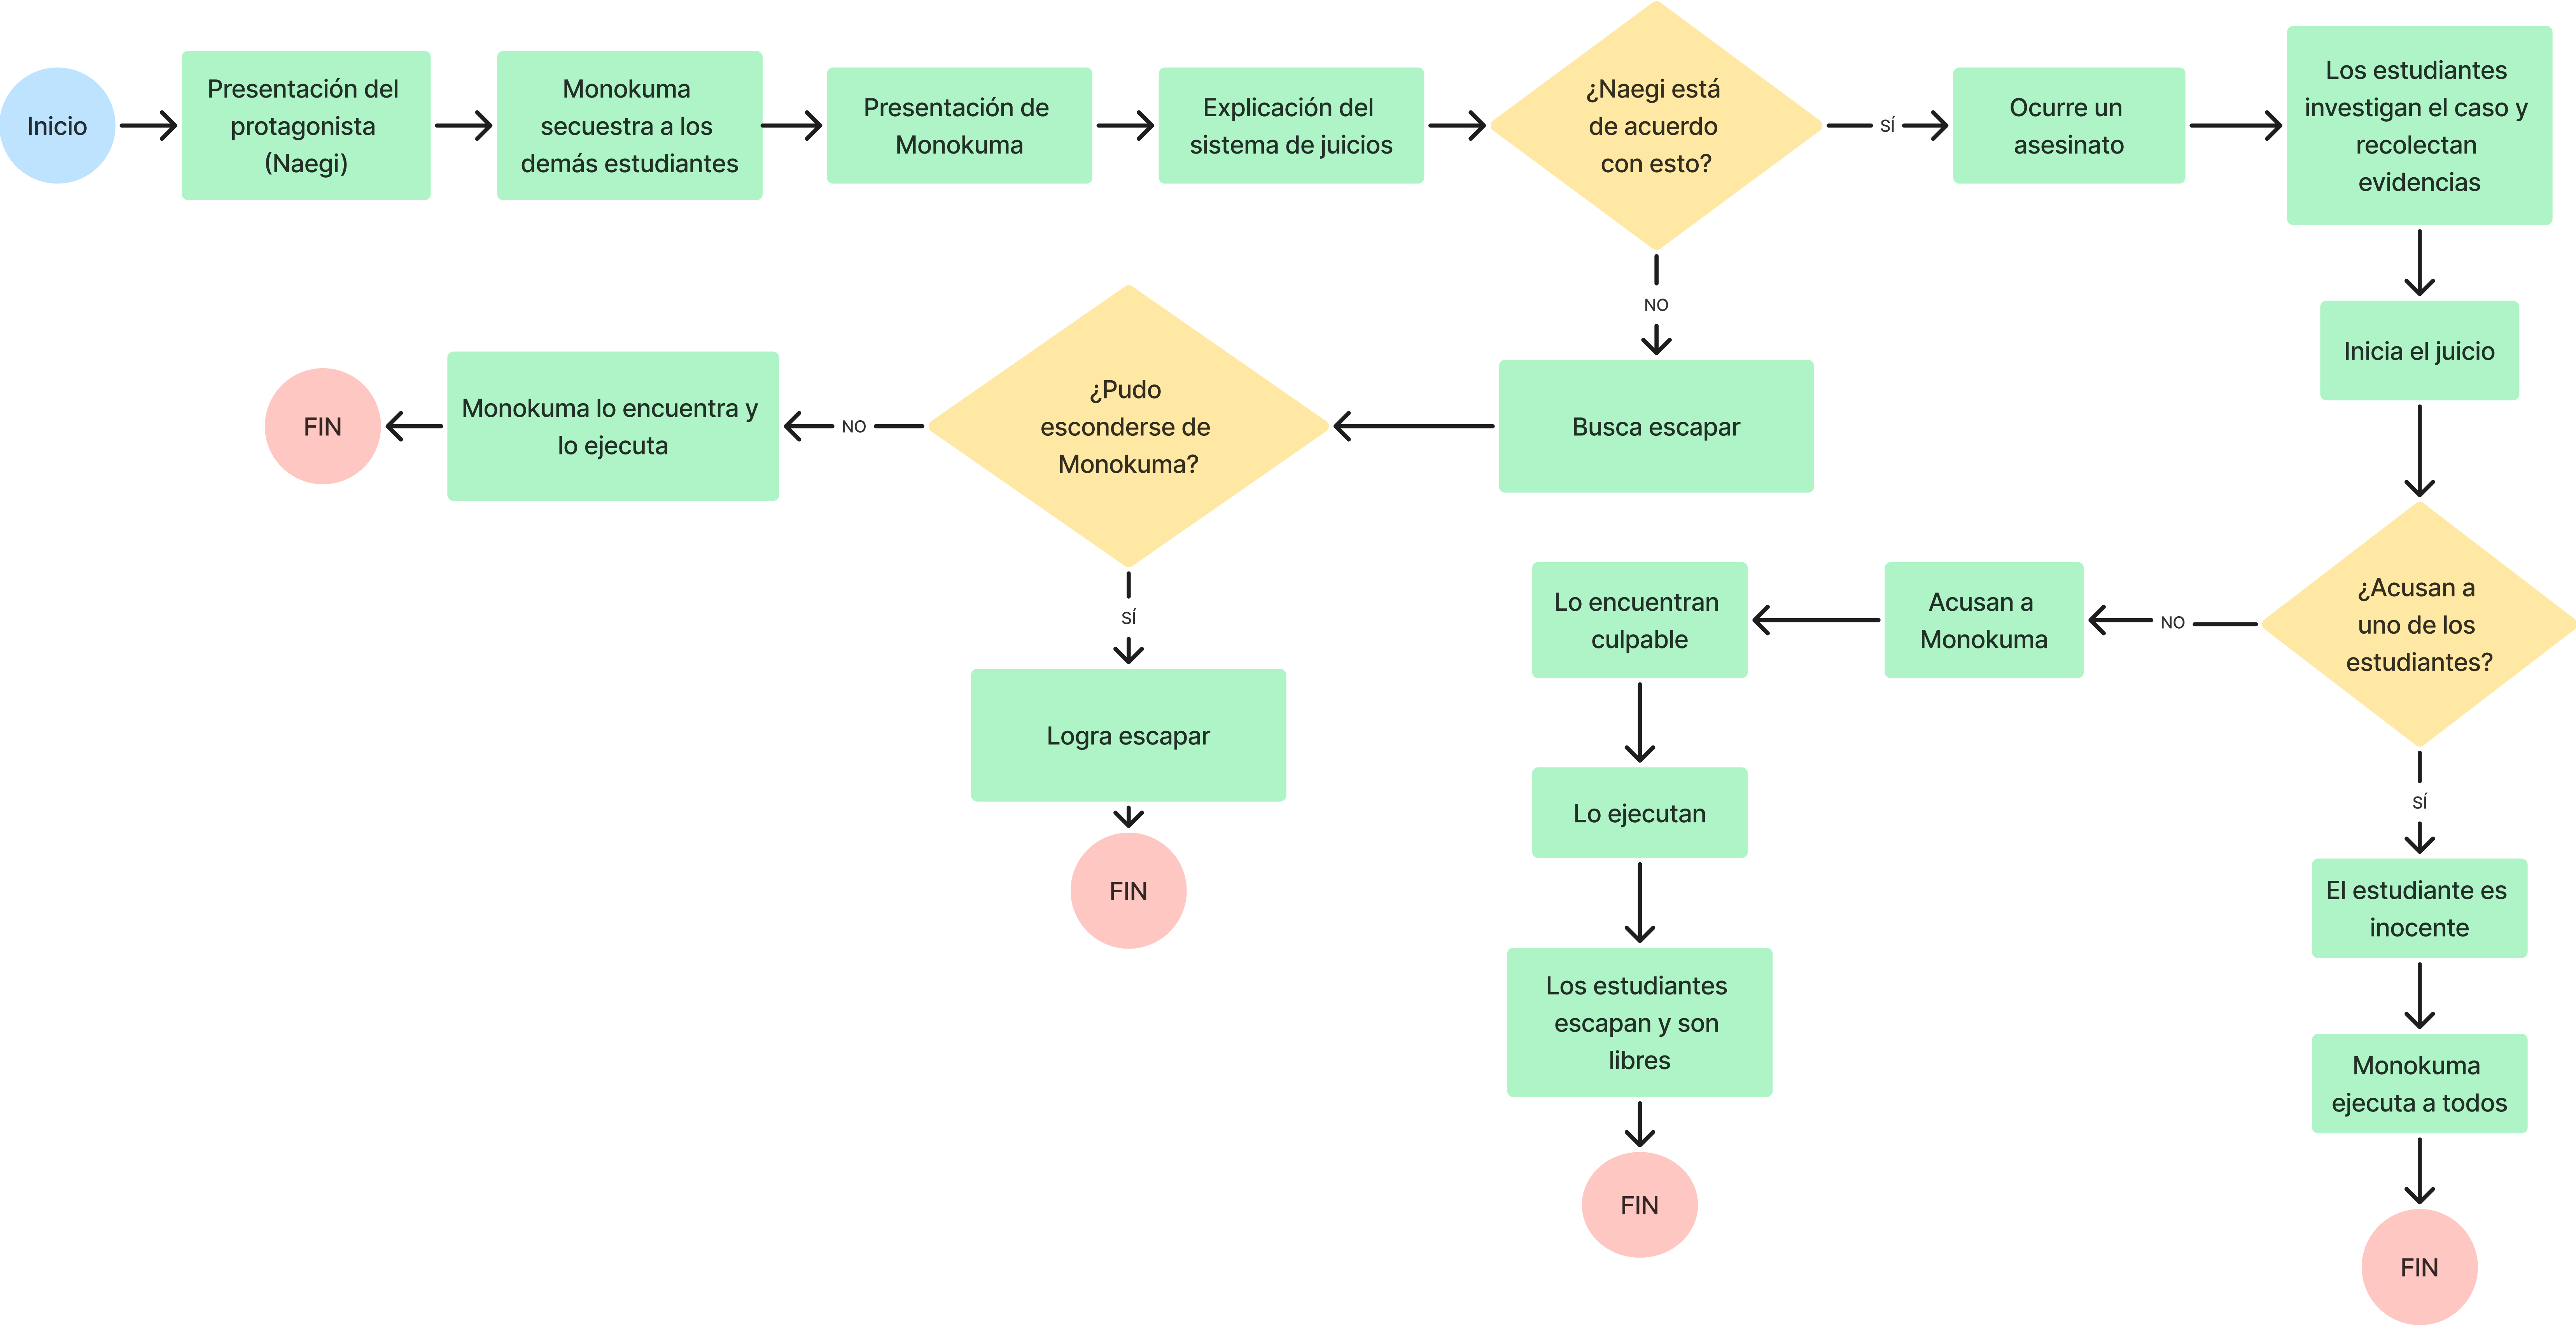 Inicio
Presentación del
protagonista
(Naegi)
Monokuma
secuestra a los
demás estudiantes
Presentación de
Monokuma
Explicación del
sistema de juicios
¿Naegi está
de acuerdo
con esto?
SÍ
Ocurre un
asesinato
Los estudiantes
investigan el caso y
recolectan
evidencias
NO
Inicia el juicio
FIN
Monokuma lo encuentra y
lo ejecuta
NO
¿Pudo
esconderse de
Monokuma?
Busca escapar
SÍ
Logra escapar
FIN
Lo encuentran
culpable
Acusan a
Monokuma
NO
¿Acusan a
uno de los
estudiantes?
Lo ejecutan
SÍ
Los estudiantes
escapan y son
libres
FIN
El estudiante es
inocente
Monokuma
ejecuta a todos
FIN